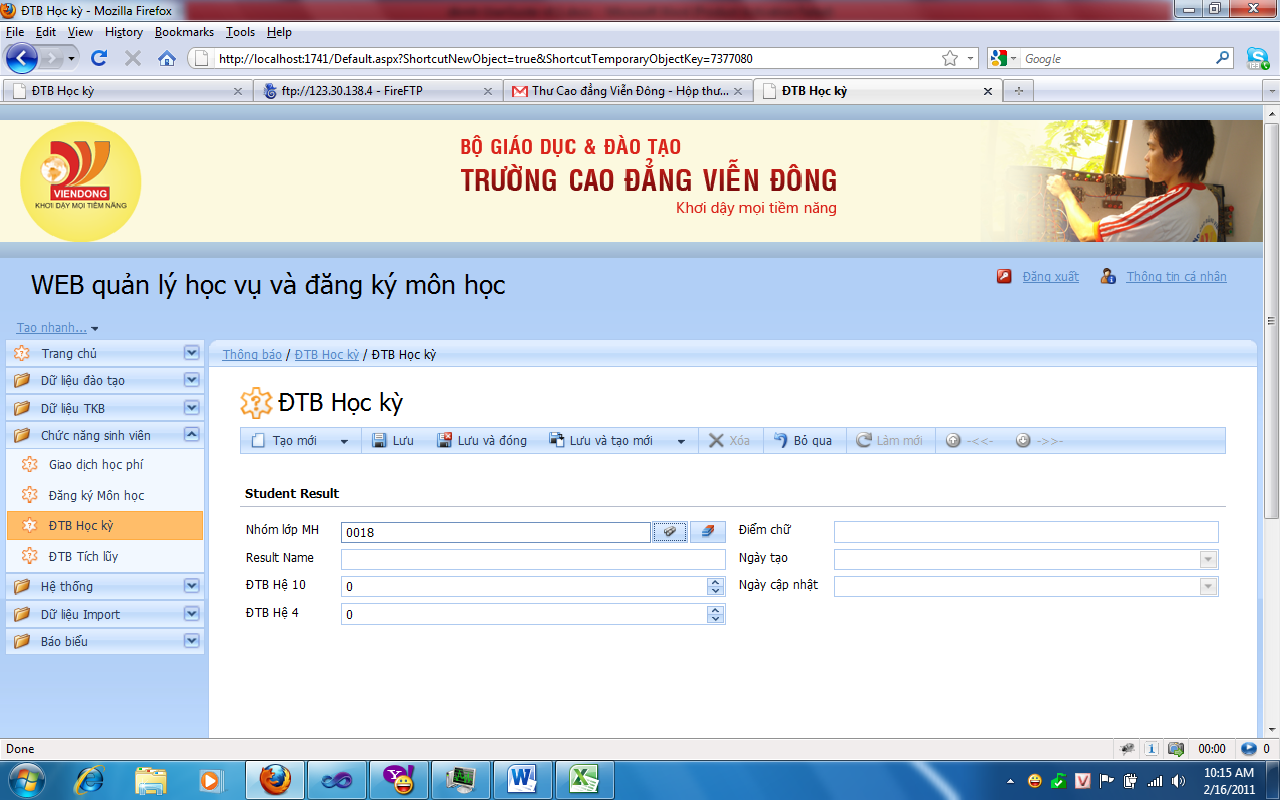 ĐTB Học kỳ - Mozilla Firefox
File Edit View History Bookmarks Tools Help
http://localhost:1741/Default.aspx?ShortcutNewObject=true&ShortcutTemporaryObjectKey=7377080
Google
ĐTB Học kỳ
ftp://123.30.138.4 - FireFTP
Thư Cao đẳng Viễn Đông - Hộp thư...
ĐTB Học kỳ
VIENDONG
KHƠI DẬY MỌI TIỀM NĂNG
BỘ GIÁO DỤC & ĐÀO TẠO
TRƯỜNG CAO ĐẲNG VIỄN ĐÔNG
Khơi dậy mọi tiềm năng
WEB quản lý học vụ và đăng ký môn học
Đăng xuất
Thông tin cá nhân
Tạo nhanh...
Trang chủ
Dữ liệu đào tạo
Dữ liệu TKB
Chức năng sinh viên
Giao dịch học phí
Đăng ký Môn học
ĐTB Học kỳ
ĐTB Tích lũy
Hệ thống
Dữ liệu Import
Báo biểu
Thông báo / ĐTB Học kỳ / ĐTB Học kỳ
ĐTB Học kỳ
Tạo mới Lưu Lưu và đóng Lưu và tạo mới Xóa Bỏ qua Làm mới -<<- ->>-
Student Result
Nhóm lớp MH 0018 Điểm chữ
Result Name Ngày tạo
ĐTB Hệ 10 0 Ngày cập nhật
ĐTB Hệ 4 0
Done
00:00 0
10:15 AM
2/16/2011